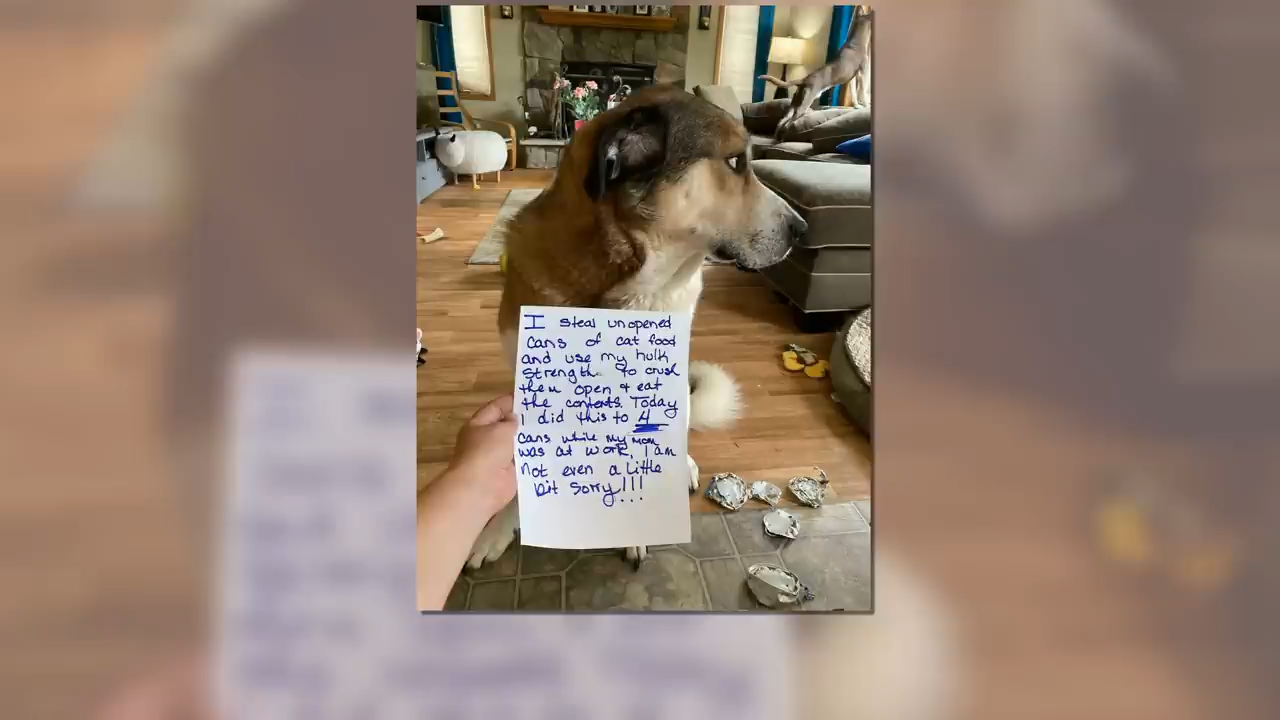 I steal unopened
cans of cat food
and use my hulk
strength to crush
them open & eat
the contents. Today
I did this to 4
cans while my mom
was at work, I am
not even a little
bit sorry!!!